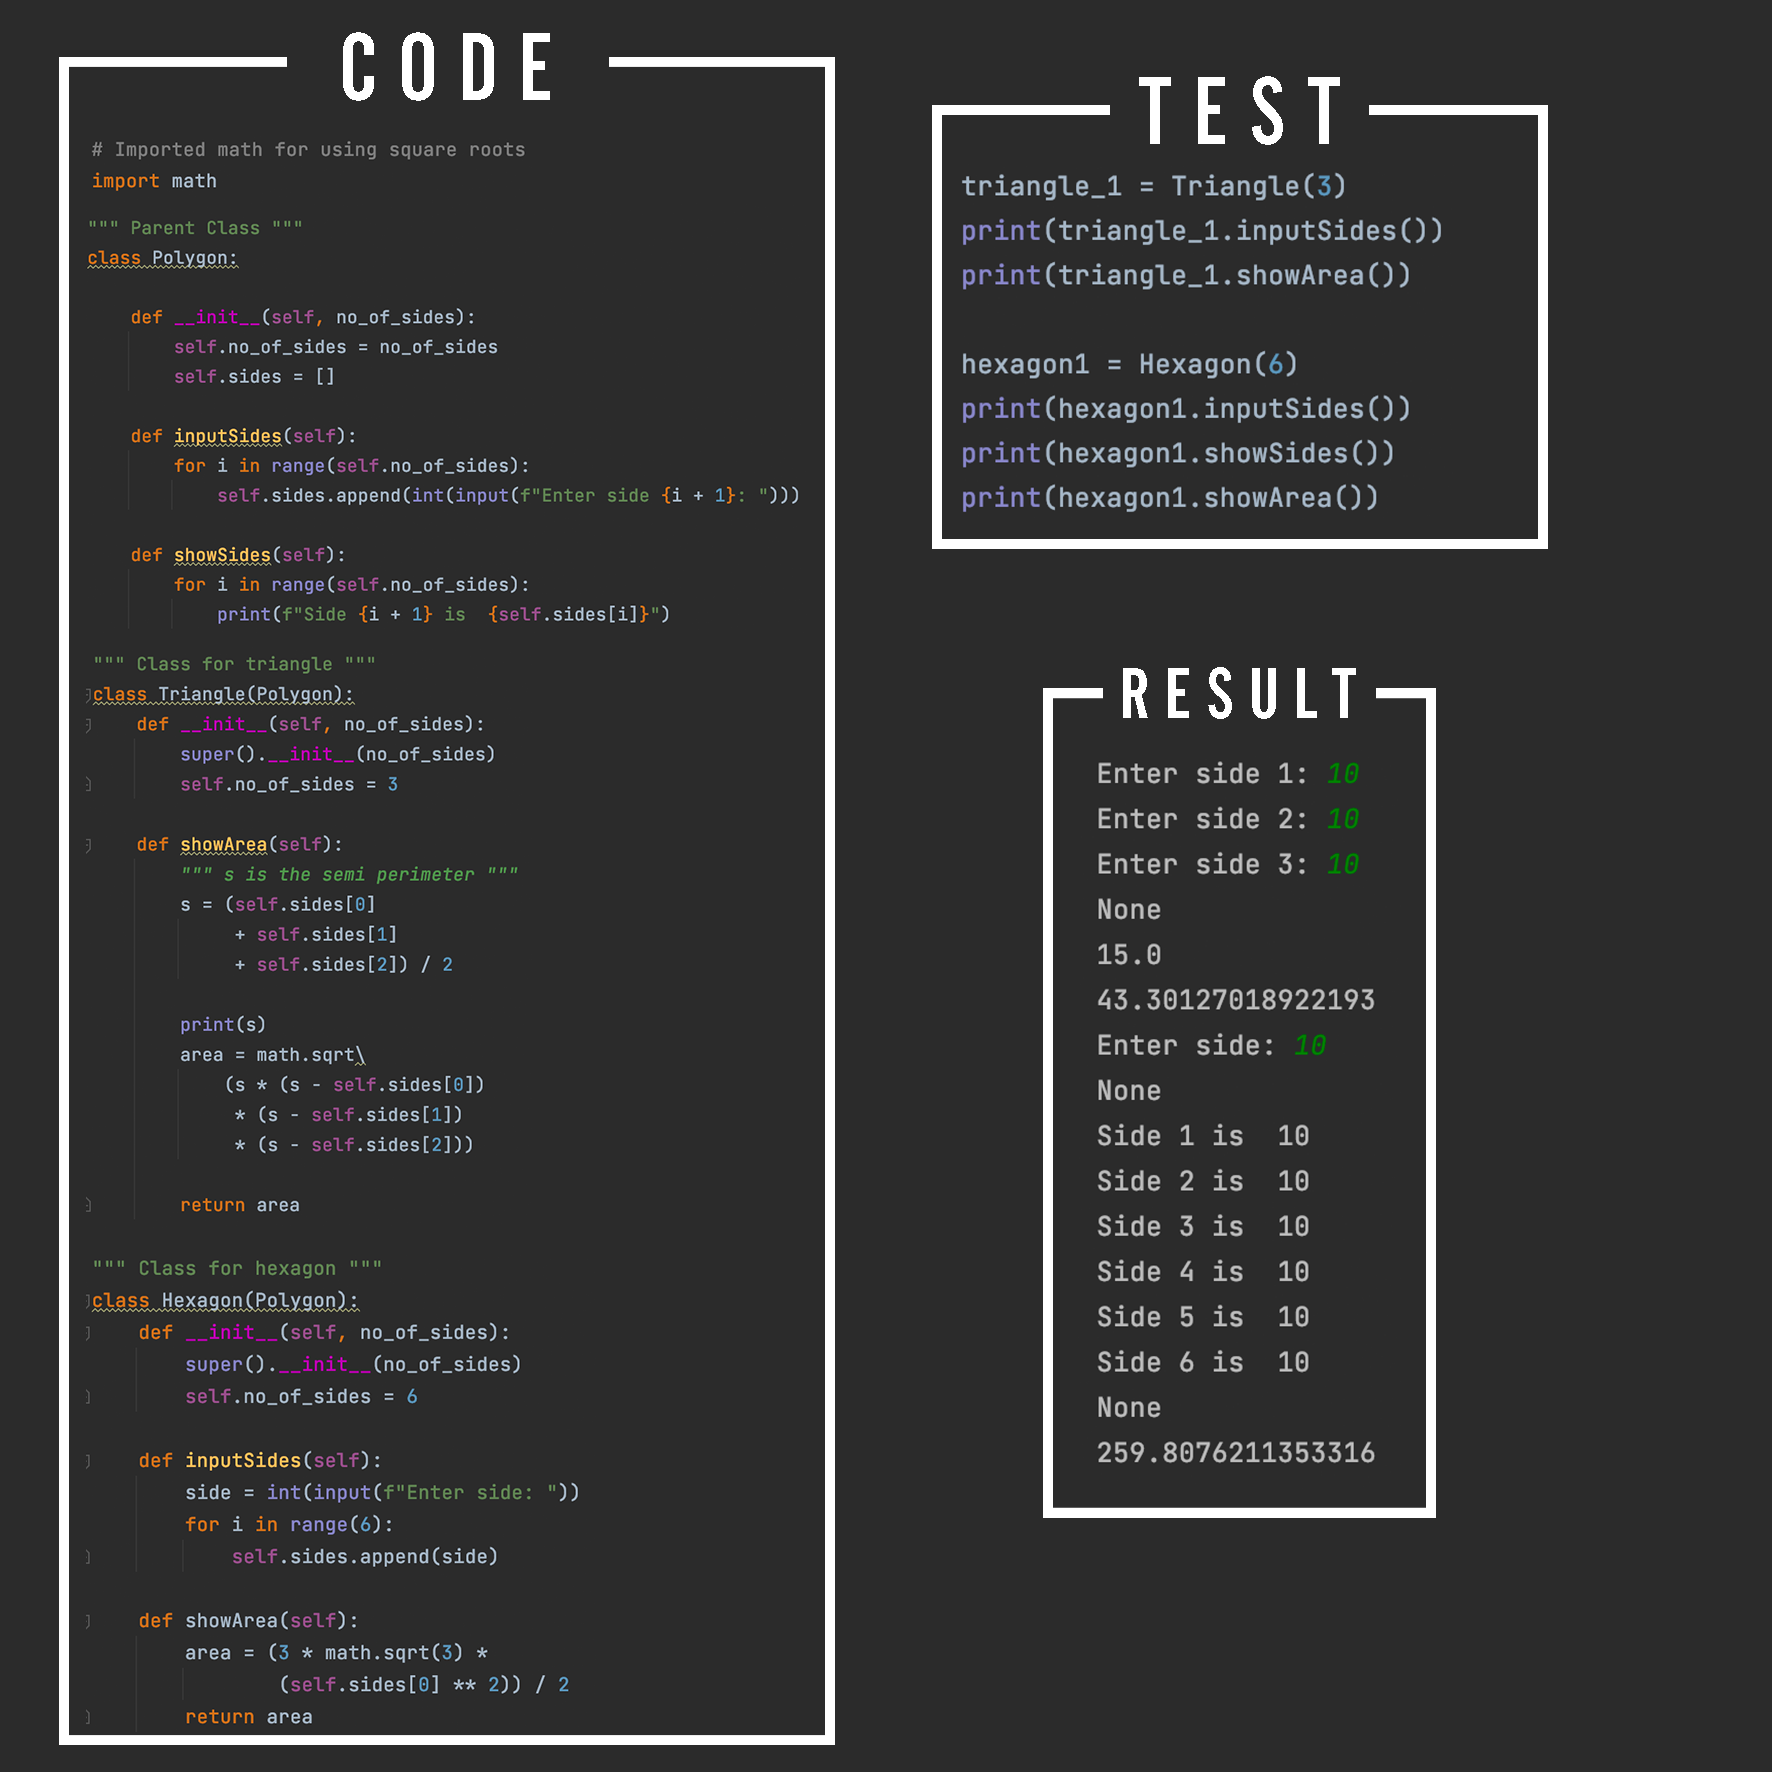 CODE
# Imported math for using square roots
import math
""" Parent Class """
class Polygon:
def __init__(self, no_of_sides):
self.no_of_sides = no_of_sides
self.sides = []
def inputSides(self):
for i in range(self.no_of_sides):
self.sides.append(int(input(f"Enter side {i + 1}: ")))
def showSides(self):
for i in range(self.no_of_sides):
print(f"Side {i + 1} is  {self.sides[i]}")
""" Class for triangle """
class Triangle(Polygon):
def __init__(self, no_of_sides):
super().__init__(no_of_sides)
self.no_of_sides = 3
def showArea(self):
""" s is the semi perimeter """
s = (self.sides[0]
+ self.sides[1]
+ self.sides[2]) / 2
print(s)
area = math.sqrt\
(s * (s - self.sides[0])
* (s - self.sides[1])
* (s - self.sides[2]))
return area
""" Class for hexagon """
class Hexagon(Polygon):
def __init__(self, no_of_sides):
super().__init__(no_of_sides)
self.no_of_sides = 6
def inputSides(self):
side = int(input(f"Enter side: "))
for i in range(6):
self.sides.append(side)
def showArea(self):
area = (3 * math.sqrt(3) *
(self.sides[0] ** 2)) / 2
return area
TEST
triangle_1 = Triangle(3)
print(triangle_1.inputSides())
print(triangle_1.showArea())
hexagon1 = Hexagon(6)
print(hexagon1.inputSides())
print(hexagon1.showSides())
print(hexagon1.showArea())
RESULT
Enter side 1: 10
Enter side 2: 10
Enter side 3: 10
None
15.0
43.30127018922193
Enter side: 10
None
Side 1 is  10
Side 2 is  10
Side 3 is  10
Side 4 is  10
Side 5 is  10
Side 6 is  10
None
259.8076211353316